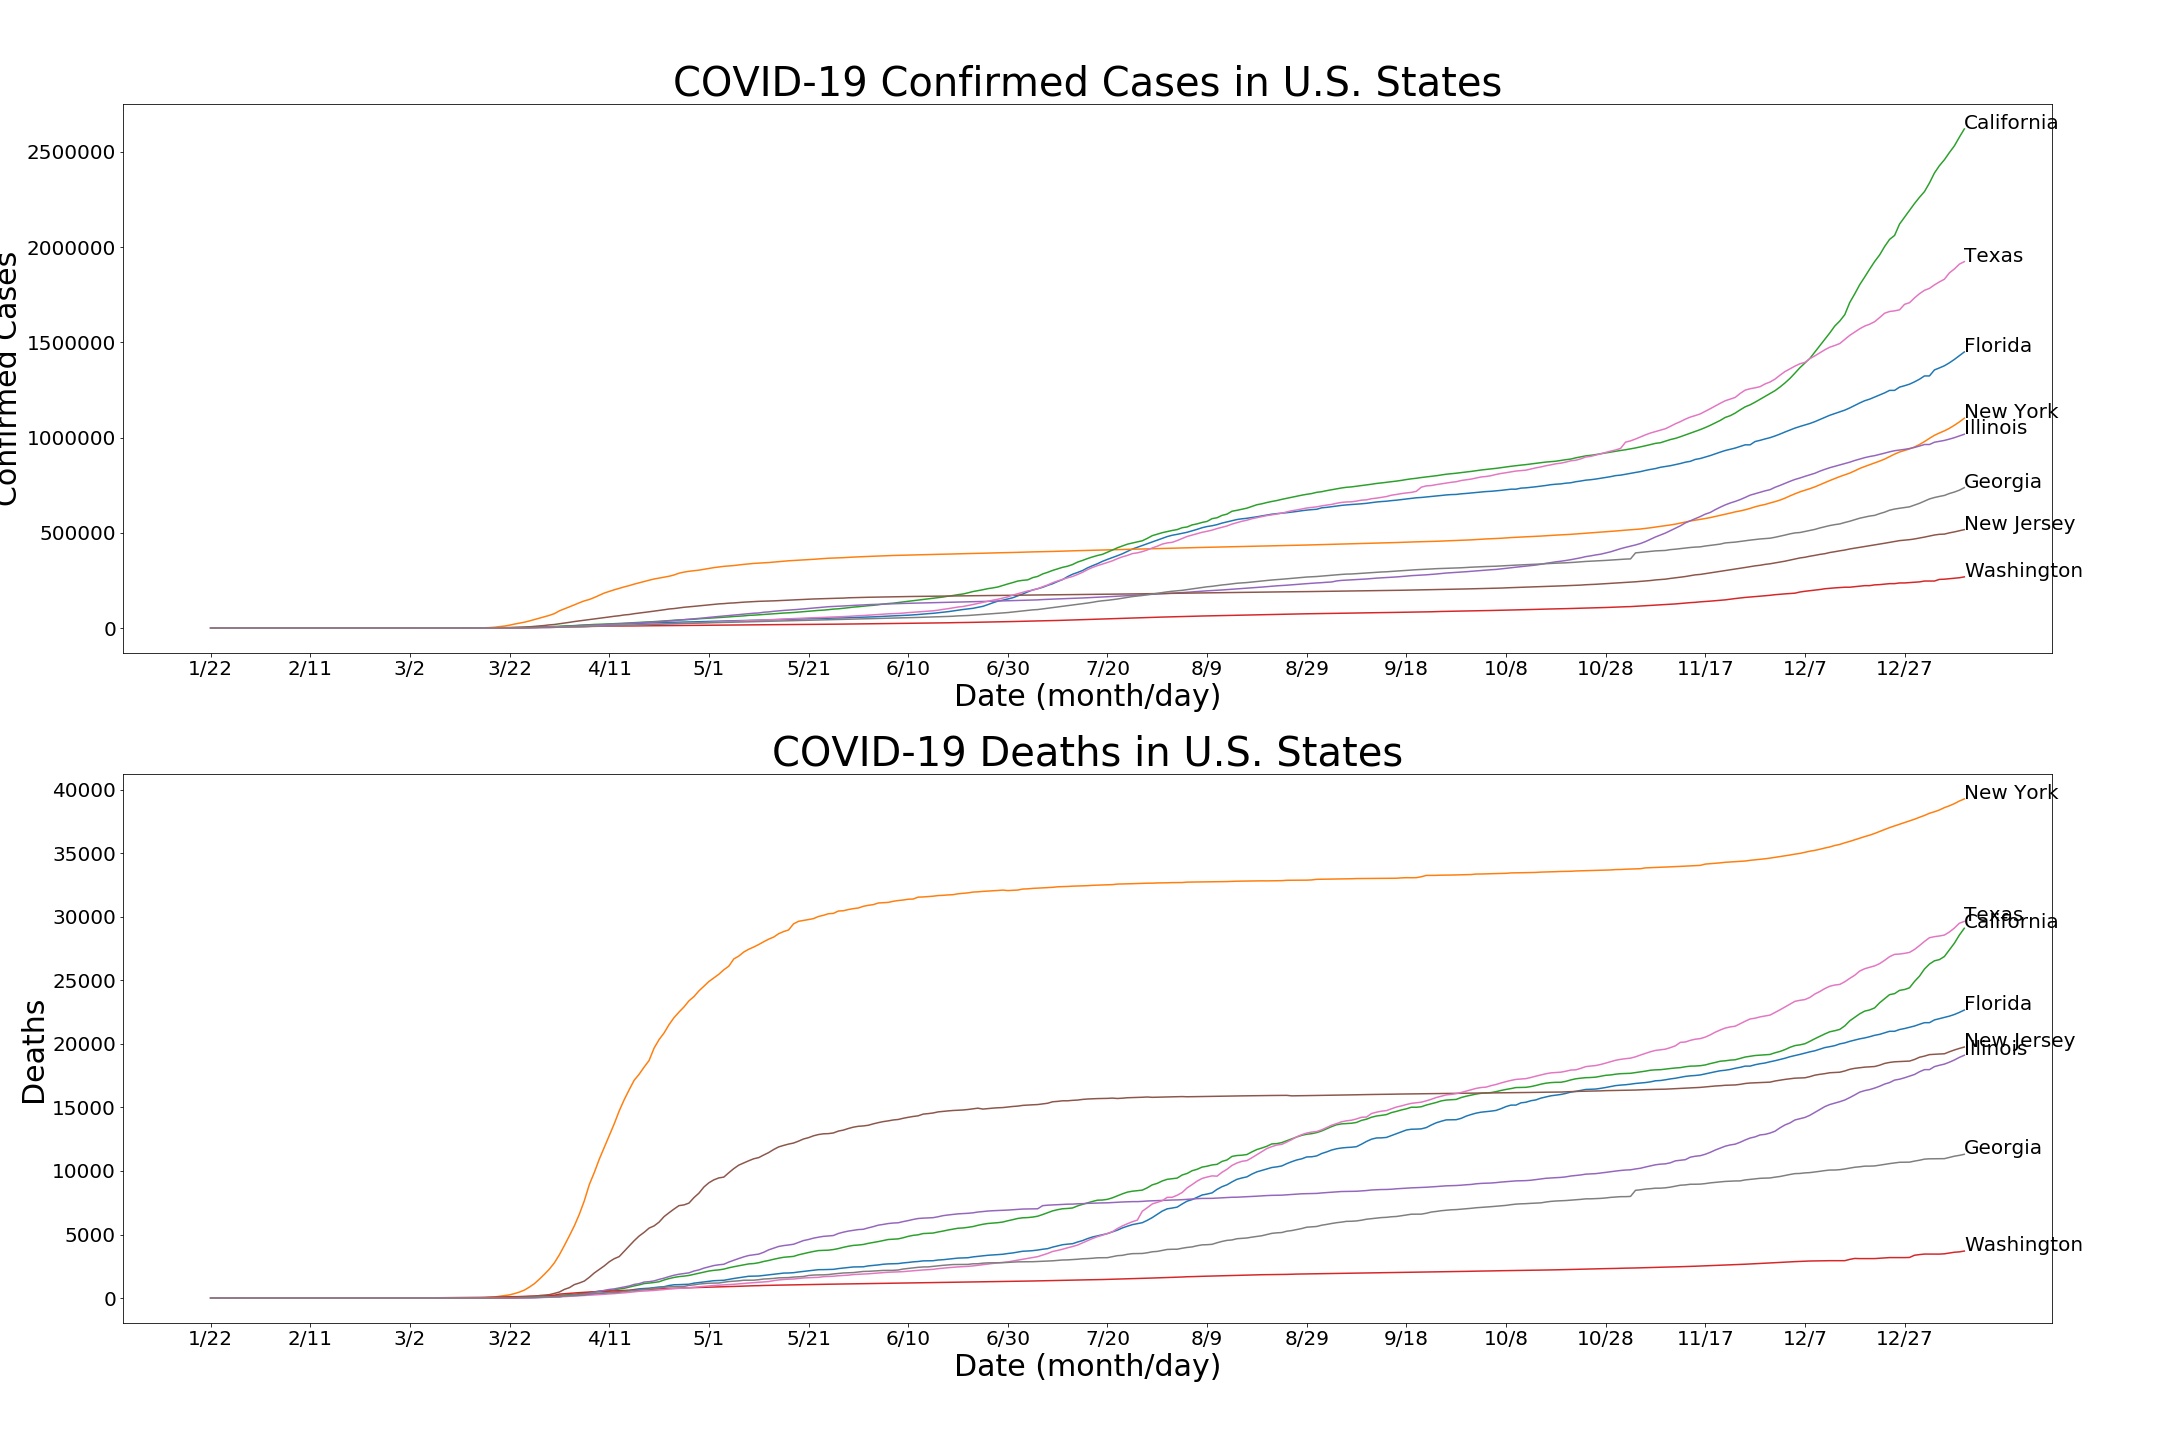 COVID-19 Confirmed Cases in U.S. States
Confirmed Cases
2500000
2000000
1500000
1000000
500000
0
California
Texas
Florida
New York
Illinois
Georgia
New Jersey
Washington
1/22 2/11 3/2 3/22 4/11 5/1 5/21 6/10 6/30 7/20 8/9 8/29 9/18 10/8 10/28 11/17 12/7 12/27
Date (month/day)
COVID-19 Deaths in U.S. States
Deaths
40000
35000
30000
25000
20000
15000
10000
5000
0
New York
Texas
California
Florida
New Jersey
Illinois
Georgia
Washington
1/22 2/11 3/2 3/22 4/11 5/1 5/21 6/10 6/30 7/20 8/9 8/29 9/18 10/8 10/28 11/17 12/7 12/27
Date (month/day)